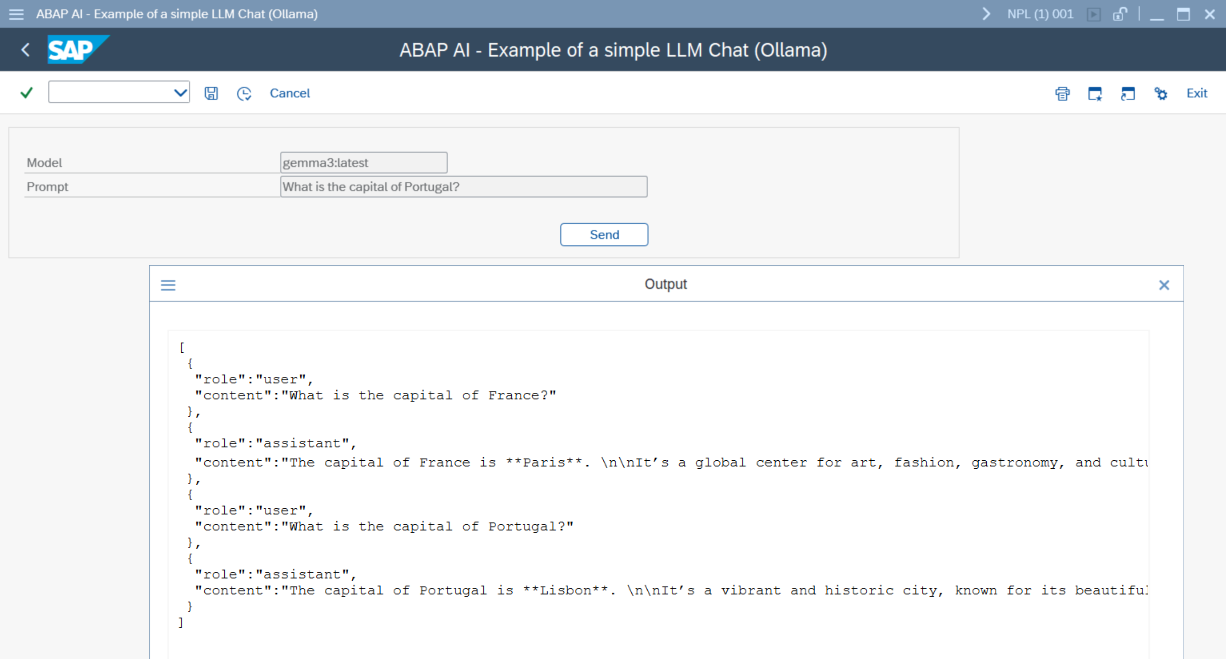 ABAP AI - Example of a simple LLM Chat (Ollama)
NPL (1) 001
SAP
ABAP AI - Example of a simple LLM Chat (Ollama)
Cancel
Exit
Model
gemma3:latest
Prompt
What is the capital of Portugal?
Send
Output
[
{
"role":"user",
"content":"What is the capital of France?"
},
{
"role":"assistant",
"content":"The capital of France is **Paris**. \n\nIt’s a global center for art, fashion, gastronomy, and
},
{
"role":"user",
"content":"What is the capital of Portugal?"
},
{
"role":"assistant",
"content":"The capital of Portugal is **Lisbon**. \n\nIt’s a vibrant and historic city, known for its
}
]